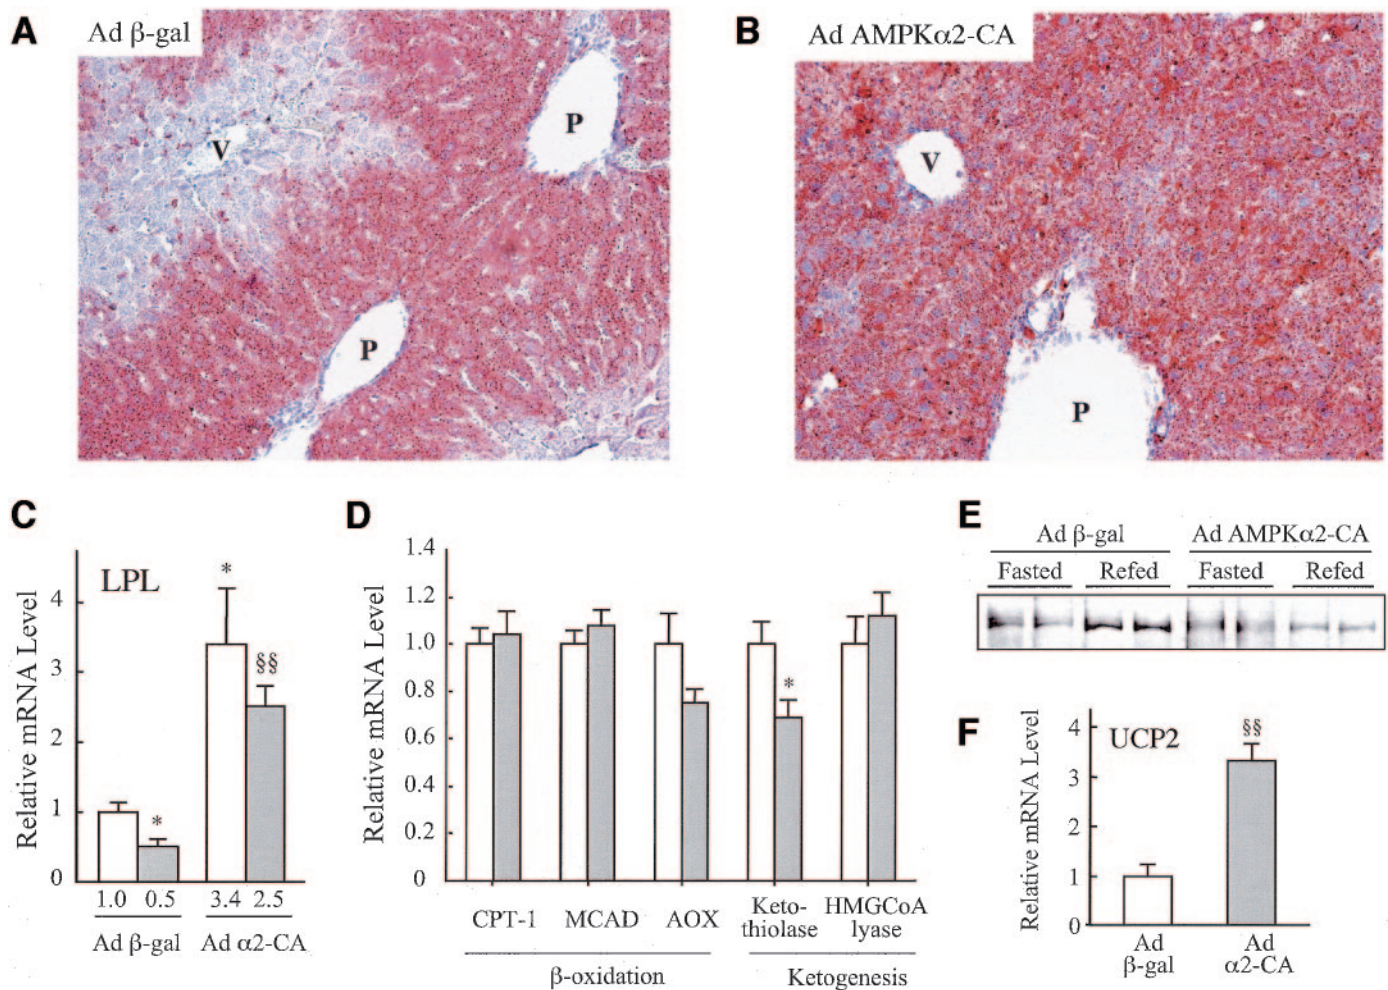 A
Ad β-gal
V
P
P
B
Ad AMPKα2-CA
V
P
C
LPL
Relative mRNA Level
4
3
2
1
0
*
*
§§
1.0 0.5 3.4 2.5
Ad β-gal Ad α2-CA
D
Relative mRNA Level
1.4
1.2
1.0
0.8
0.6
0.4
0.2
0
*
CPT-1 MCAD AOX Keto-thiolase HMGCoA lyase
β-oxidation Ketogenesis
E
Ad β-gal Ad AMPKα2-CA
Fasted Refed Fasted Refed
F
UCP2
Relative mRNA Level
4
3
2
1
0
§§
Ad β-gal
Ad α2-CA